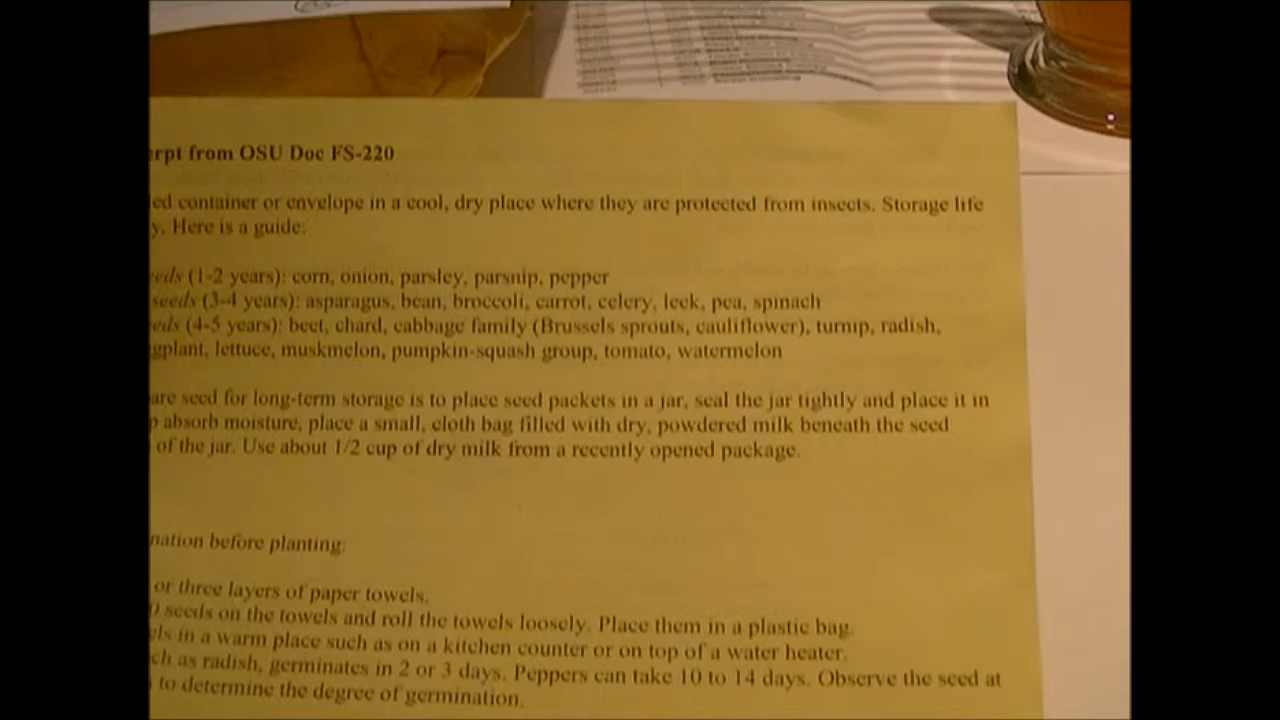 rpt from OSU Doc FS-220
ed container or envelope in a cool, dry place where they are protected from insects. Storage life
y. Here is a guide:
eds (1-2 years): corn, onion, parsley, parsnip, pepper
seeds (3-4 years): asparagus, bean, broccoli, carrot, celery, leek, pea, spinach
eds (4-5 years): beet, chard, cabbage family (Brussels sprouts, cauliflower), turnip, radish,
gplant, lettuce, muskmelon, pumpkin-squash group, tomato, watermelon
are seed for long-term storage is to place seed packets in a jar, seal the jar tightly and place it in
p absorb moisture, place a small, cloth bag filled with dry, powdered milk beneath the seed
of the jar. Use about 1/2 cup of dry milk from a recently opened package.
nation before planting:
or three layers of paper towels.
0 seeds on the towels and roll the towels loosely. Place them in a plastic bag.
els in a warm place such as on a kitchen counter or on top of a water heater.
ch as radish, germinates in 2 or 3 days. Peppers can take 10 to 14 days. Observe the seed at
to determine the degree of germination.